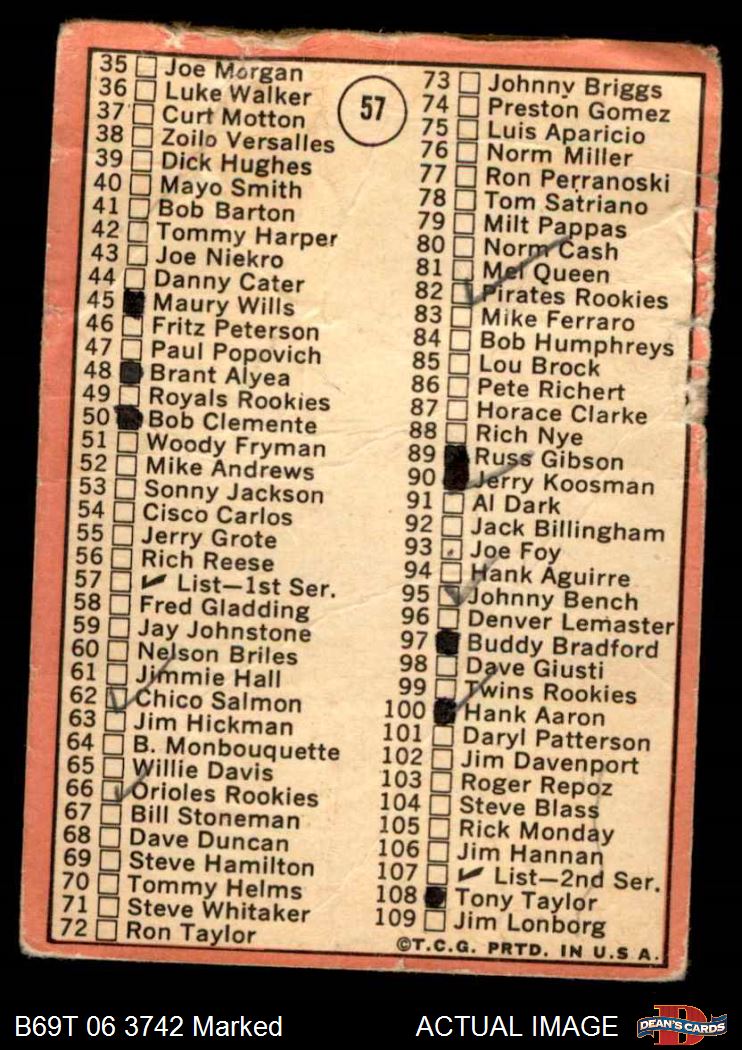 35 Joe Morgan
36 Luke Walker
37 Curt Motton
38 Zoilo Versalles
39 Dick Hughes
40 Mayo Smith
41 Bob Barton
42 Tommy Harper
43 Joe Niekro
44 Danny Cater
45 Maury Wills
46 Fritz Peterson
47 Paul Popovich
48 Brant Alyea
49 Royals Rookies
50 Bob Clemente
51 Woody Fryman
52 Mike Andrews
53 Sonny Jackson
54 Cisco Carlos
55 Jerry Grote
56 Rich Reese
57 ✔ List—1st Ser.
58 Fred Gladding
59 Jay Johnstone
60 Nelson Briles
61 Jimmie Hall
62 Chico Salmon
63 Jim Hickman
64 B. Monbouquette
65 Willie Davis
66 Orioles Rookies
67 Bill Stoneman
68 Dave Duncan
69 Steve Hamilton
70 Tommy Helms
71 Steve Whitaker
72 Ron Taylor
57
73 Johnny Briggs
74 Preston Gomez
75 Luis Aparicio
76 Norm Miller
77 Ron Perranoski
78 Tom Satriano
79 Milt Pappas
80 Norm Cash
81 Mel Queen
82 Pirates Rookies
83 Mike Ferraro
84 Bob Humphreys
85 Lou Brock
86 Pete Richert
87 Horace Clarke
88 Rich Nye
89 Russ Gibson
90 Jerry Koosman
91 Al Dark
92 Jack Billingham
93 Joe Foy
94 Hank Aguirre
95 Johnny Bench
96 Denver Lemaster
97 Buddy Bradford
98 Dave Giusti
99 Twins Rookies
100 Hank Aaron
101 Daryl Patterson
102 Jim Davenport
103 Roger Repoz
104 Steve Blass
105 Rick Monday
106 Jim Hannan
107 ✔ List—2nd Ser.
108 Tony Taylor
109 Jim Lonborg
©T.C.G. PRTD. IN U.S.A.
B69T 06 3742 Marked
ACTUAL IMAGE
D
DEAN'S CARDS